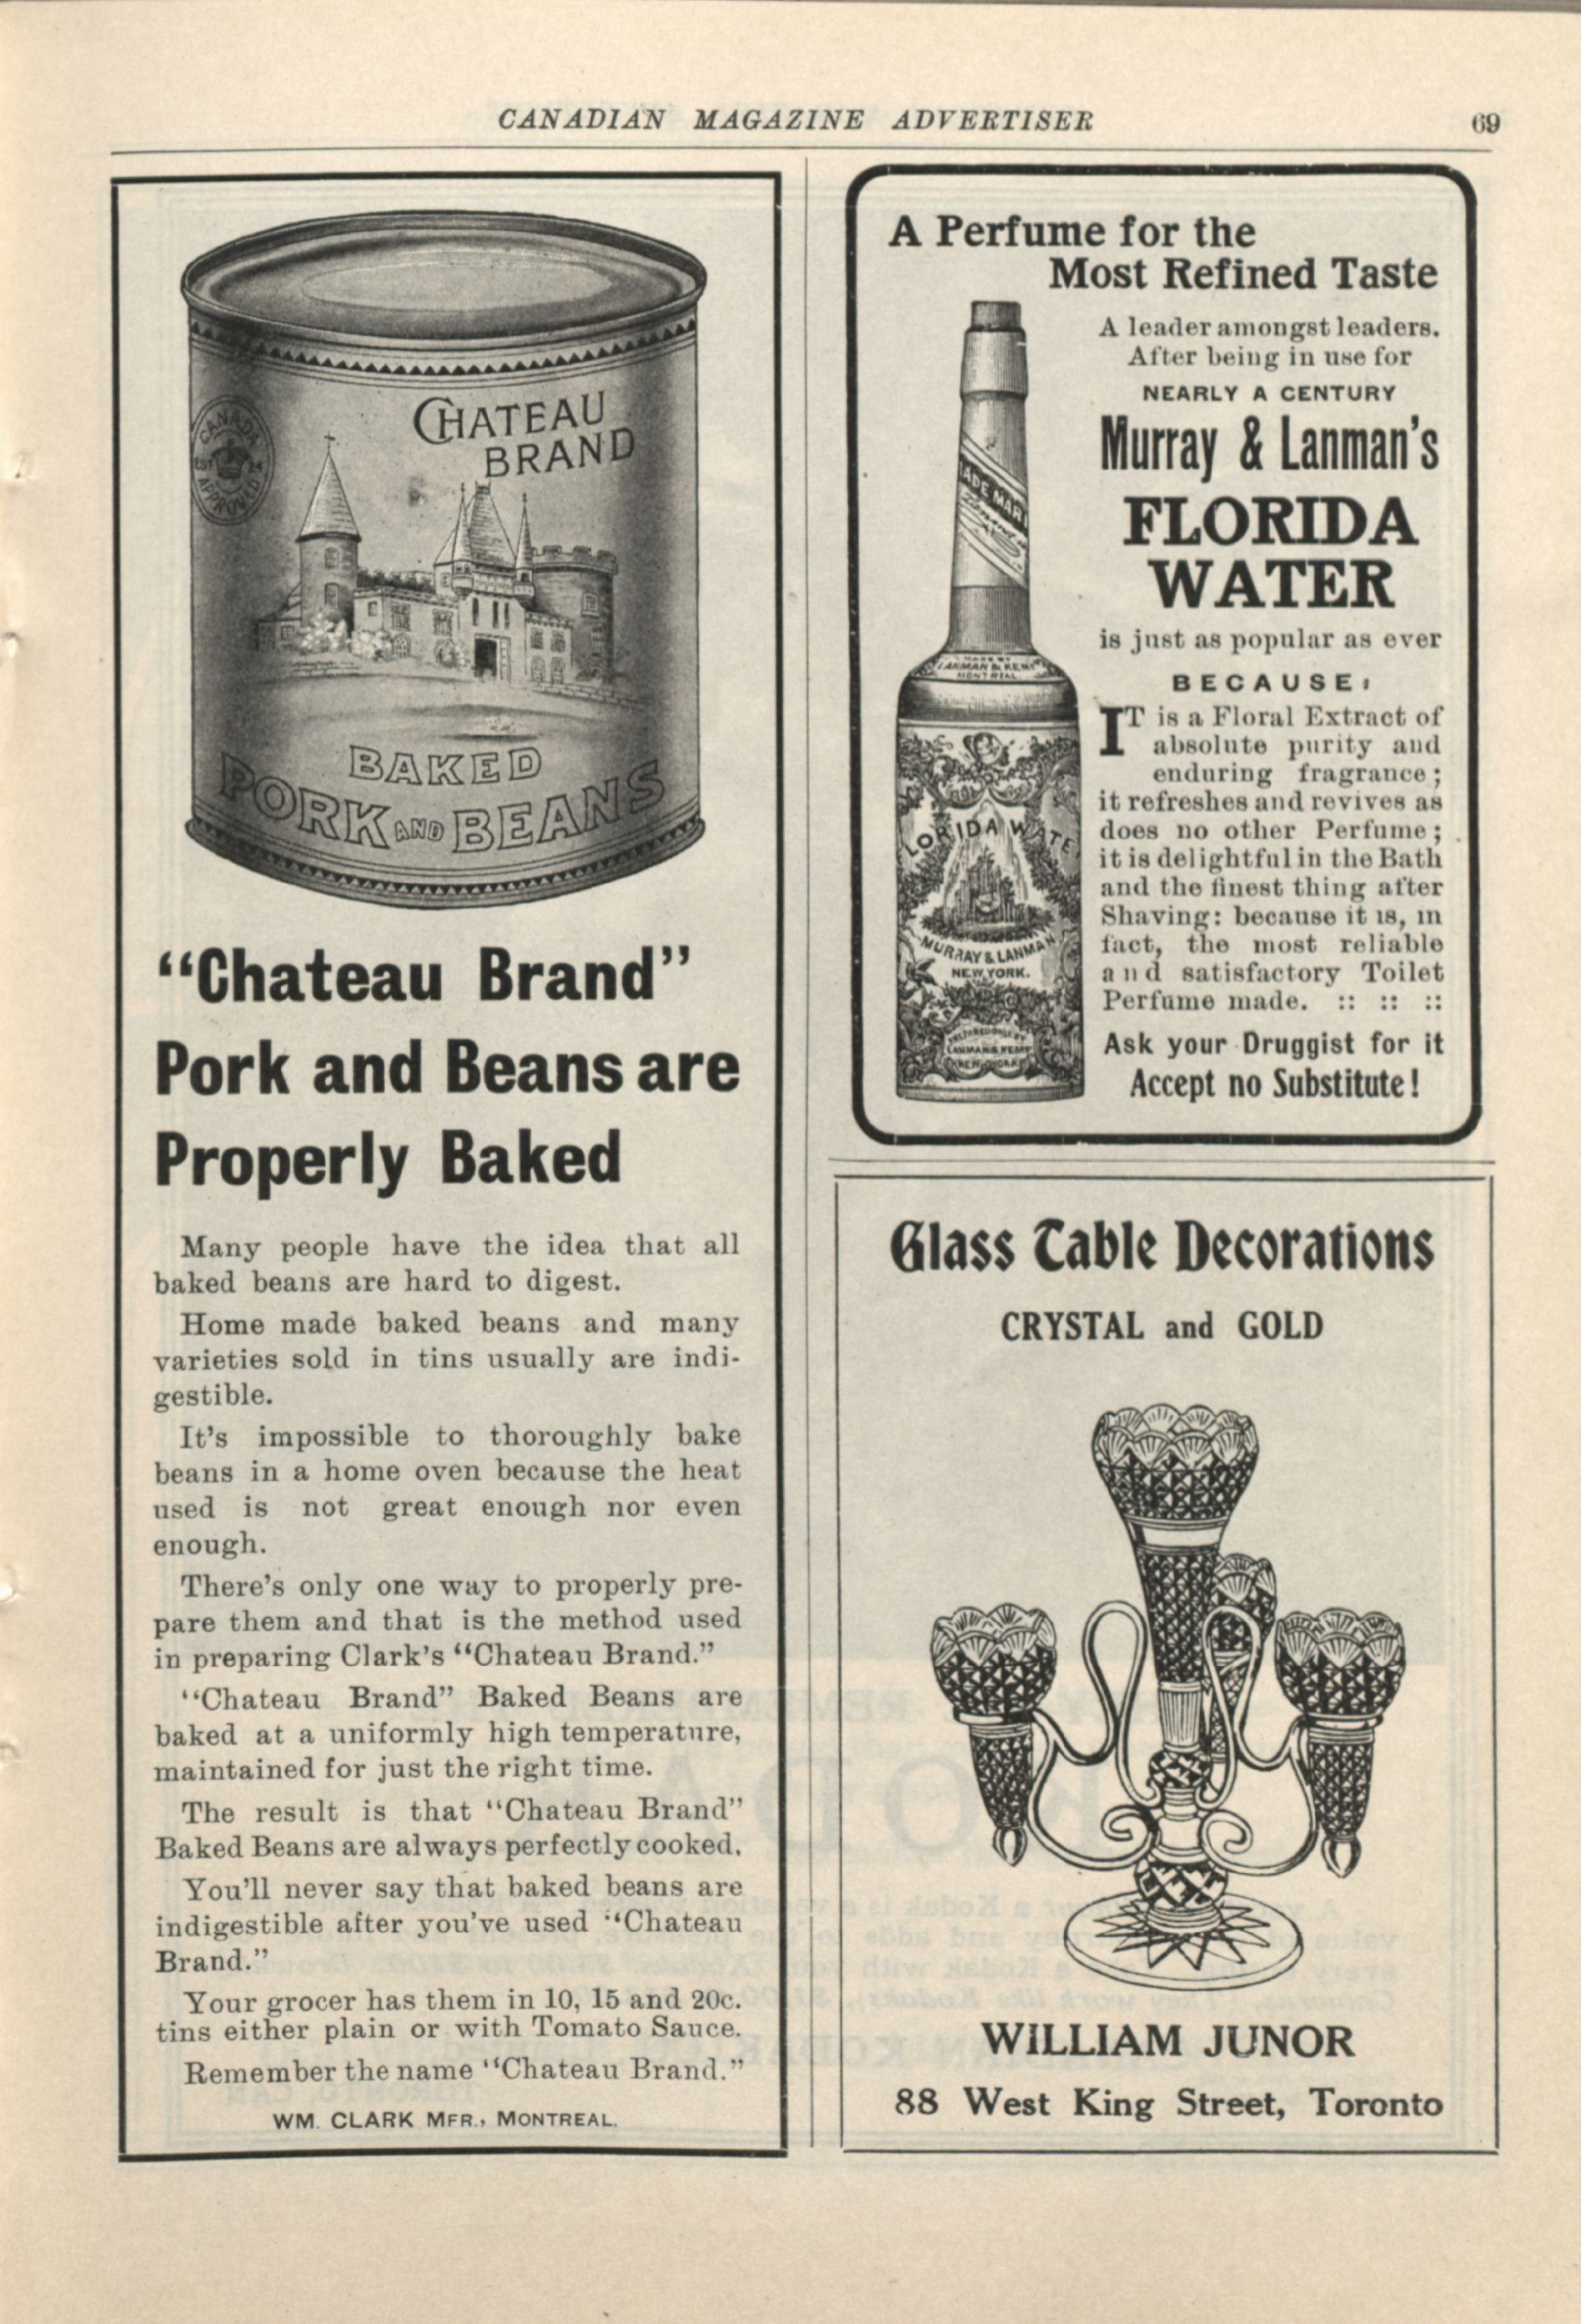 CANADIAN MAGAZINE ADVERTISER
69
CHATEAU
BRAND
CANADA
APPROVED
BAKED
PORK AND BEANS
“Chateau Brand”
Pork and Beans are
Properly Baked
Many people have the idea that all
baked beans are hard to digest.
Home made baked beans and many
varieties sold in tins usually are indi-
gestible.
It's impossible to thoroughly bake
beans in a home oven because the heat
used is not great enough nor even
enough.
There's only one way to properly pre-
pare them and that is the method used
in preparing Clark's “Chateau Brand.”
“Chateau Brand” Baked Beans are
baked at a uniformly high temperature,
maintained for just the right time.
The result is that “Chateau Brand”
Baked Beans are always perfectly cooked.
You'll never say that baked beans are
indigestible after you've used “Chateau
Brand.”
Your grocer has them in 10, 15 and 20c.
tins either plain or with Tomato Sauce.
Remember the name “Chateau Brand.”
WM. CLARK MFR., MONTREAL.
A Perfume for the
Most Refined Taste
A leader amongst leaders.
After being in use for
NEARLY A CENTURY
Murray & Lanman's
FLORIDA
WATER
is just as popular as ever
BECAUSE:
IT is a Floral Extract of
absolute purity and
enduring fragrance;
it refreshes and revives as
does no other Perfume;
it is delightful in the Bath
and the finest thing after
Shaving: because it is, in
fact, the most reliable
and satisfactory Toilet
Perfume made. :: :: ::
Ask your Druggist for it
Accept no Substitute!
ADE MAR
LANMAN & KEMP
MONTREAL
LORIDA WATE
MURRAY & LANMAN
NEW YORK.
LANMAN & KEMP
Glass Table Decorations
CRYSTAL and GOLD
WILLIAM JUNOR
88 West King Street, Toronto